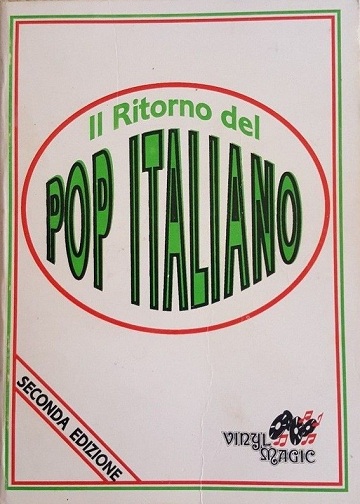 Il Ritorno del
POP ITALIANO
SECONDA EDIZIONE
VINYL
MAGIC